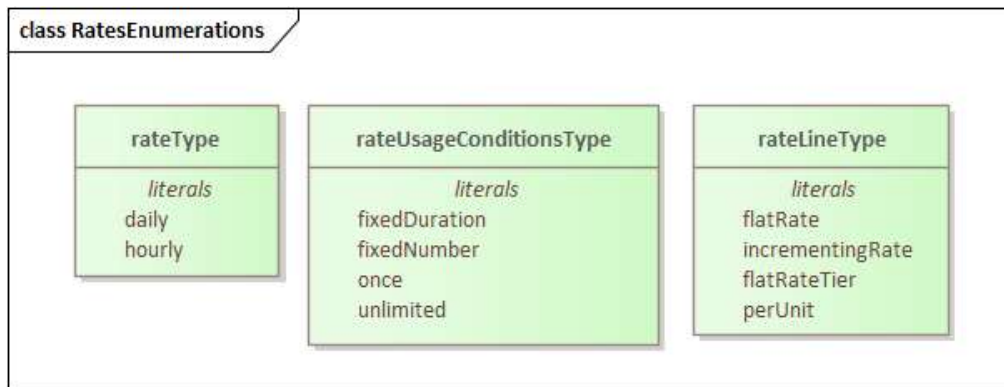 class RatesEnumerations
rateType
literals
daily
hourly
rateUsageConditionsType
literals
fixedDuration
fixedNumber
once
unlimited
rateLineType
literals
flatRate
incrementingRate
flatRateTier
perUnit